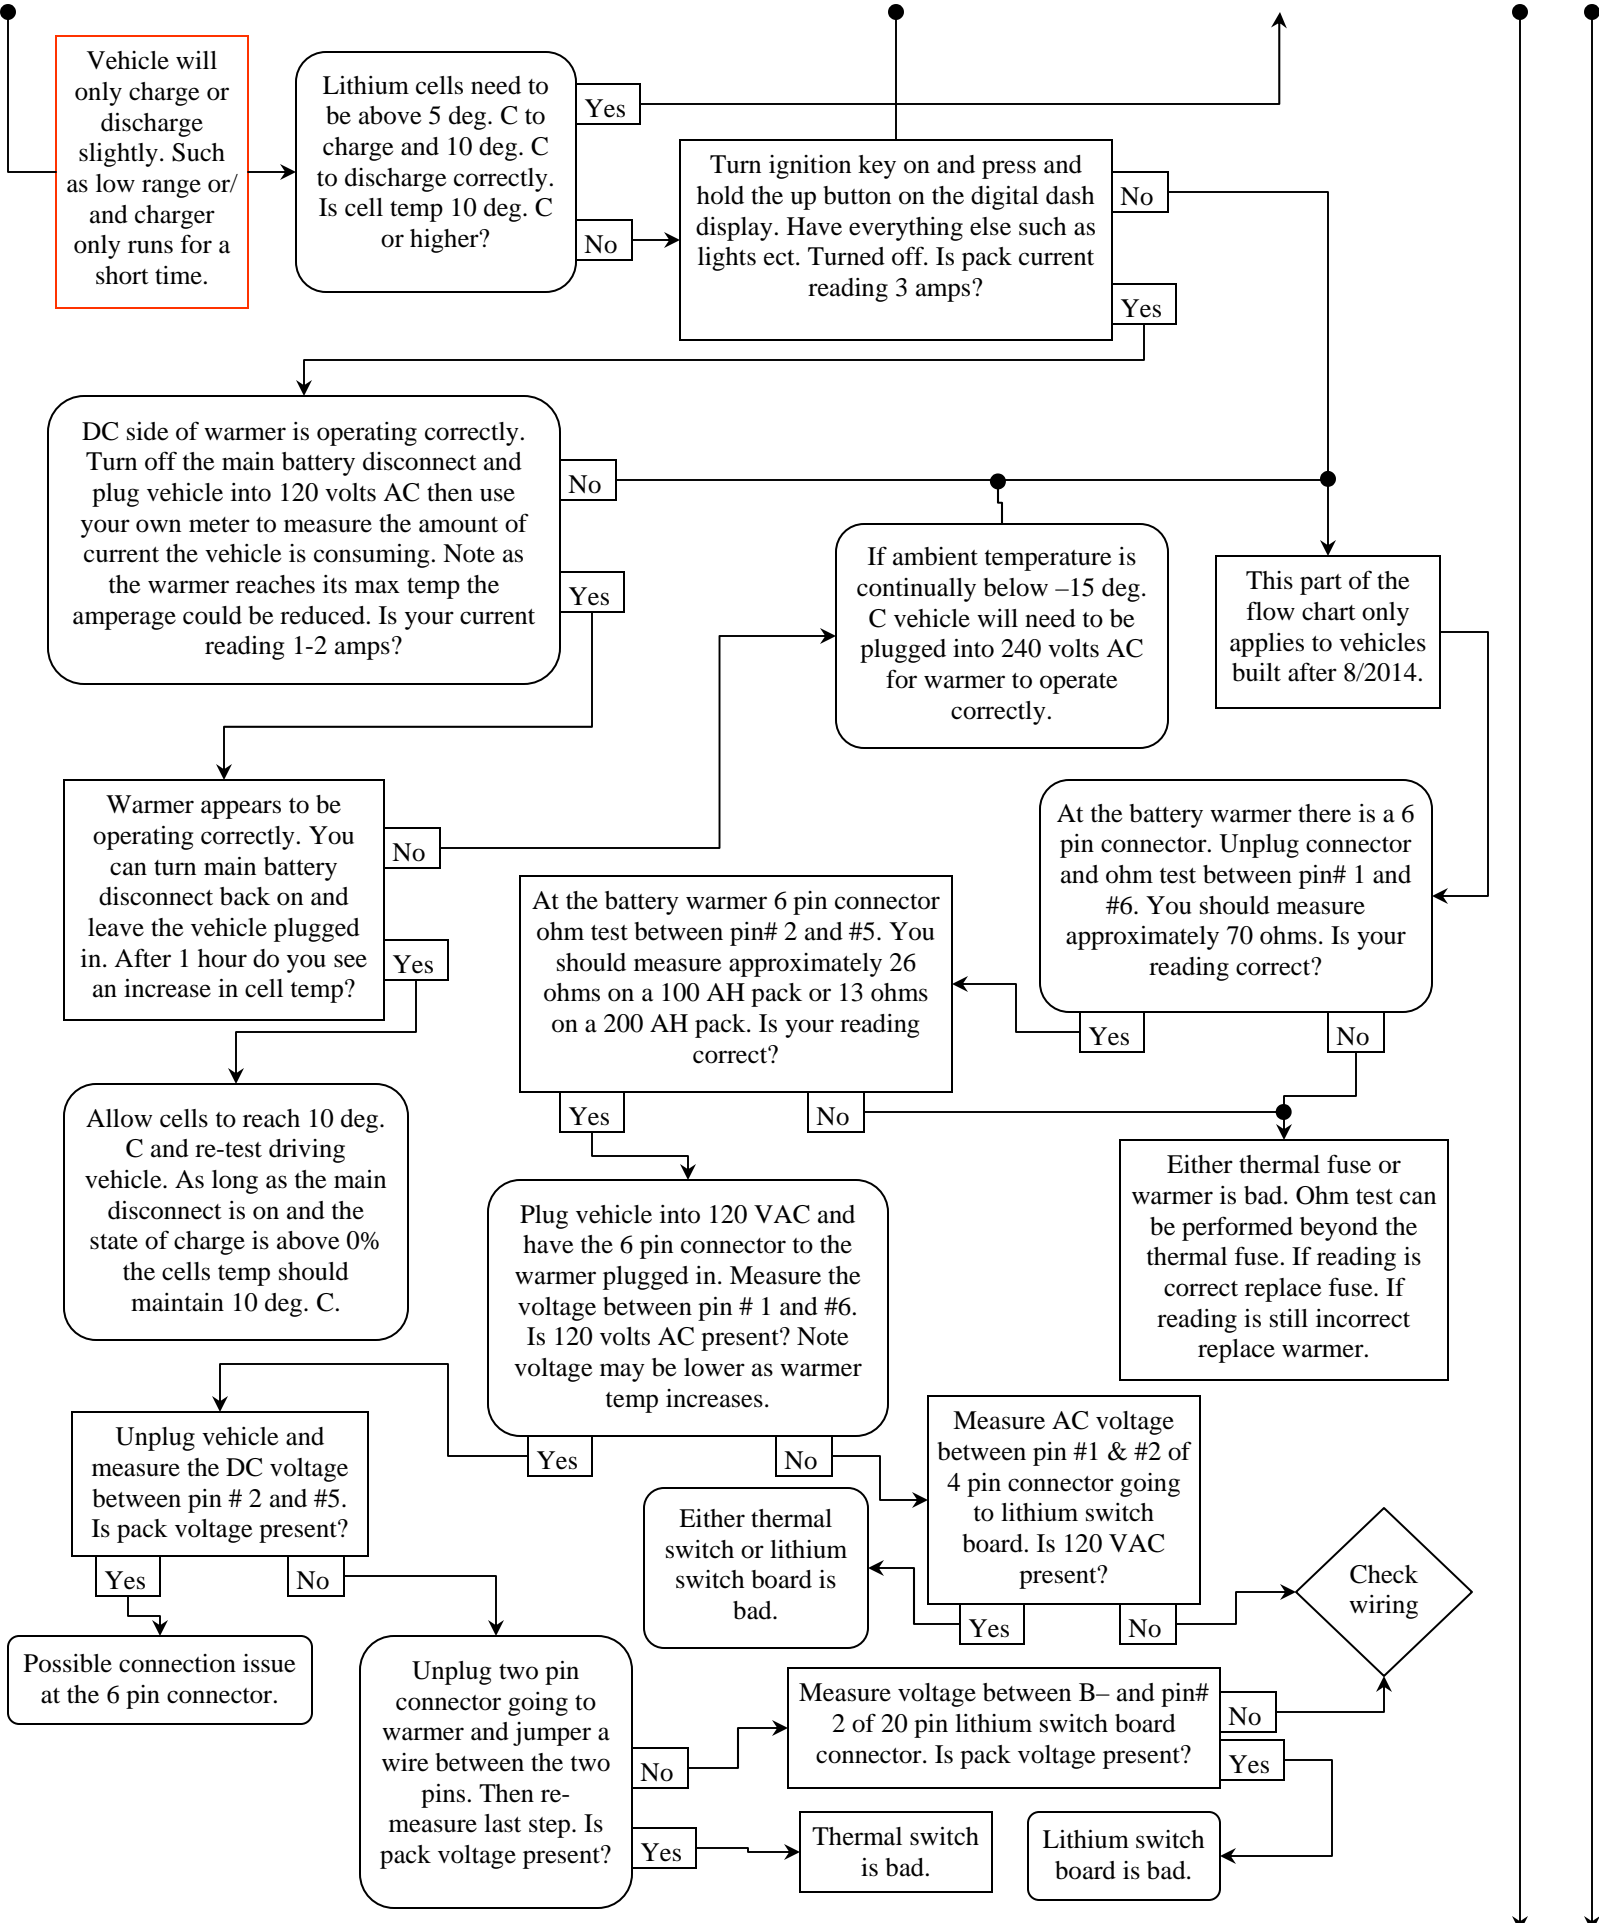 Vehicle will
only charge or
discharge
slightly. Such
as low range or/
and charger
only runs for a
short time.
Lithium cells need to
be above 5 deg. C to
charge and 10 deg. C
to discharge correctly.
Is cell temp 10 deg. C
or higher?
Yes
No
Turn ignition key on and press and
hold the up button on the digital dash
display. Have everything else such as
lights ect. Turned off. Is pack current
reading 3 amps?
No
Yes
DC side of warmer is operating correctly.
Turn off the main battery disconnect and
plug vehicle into 120 volts AC then use
your own meter to measure the amount of
current the vehicle is consuming. Note as
the warmer reaches its max temp the
amperage could be reduced. Is your current
reading 1-2 amps?
No
Yes
If ambient temperature is
continually below –15 deg.
C vehicle will need to be
plugged into 240 volts AC
for warmer to operate
correctly.
This part of the
flow chart only
applies to vehicles
built after 8/2014.
Warmer appears to be
operating correctly. You
can turn main battery
disconnect back on and
leave the vehicle plugged
in. After 1 hour do you see
an increase in cell temp?
No
Yes
At the battery warmer 6 pin connector
ohm test between pin# 2 and #5. You
should measure approximately 26
ohms on a 100 AH pack or 13 ohms
on a 200 AH pack. Is your reading
correct?
Yes
No
At the battery warmer there is a 6
pin connector. Unplug connector
and ohm test between pin# 1 and
#6. You should measure
approximately 70 ohms. Is your
reading correct?
Yes
No
Allow cells to reach 10 deg.
C and re-test driving
vehicle. As long as the main
disconnect is on and the
state of charge is above 0%
the cells temp should
maintain 10 deg. C.
Plug vehicle into 120 VAC and
have the 6 pin connector to the
warmer plugged in. Measure the
voltage between pin # 1 and #6.
Is 120 volts AC present? Note
voltage may be lower as warmer
temp increases.
Yes
No
Either thermal fuse or
warmer is bad. Ohm test can
be performed beyond the
thermal fuse. If reading is
correct replace fuse. If
reading is still incorrect
replace warmer.
Unplug vehicle and
measure the DC voltage
between pin # 2 and #5.
Is pack voltage present?
Yes
No
Either thermal
switch or lithium
switch board is
bad.
Measure AC voltage
between pin #1 & #2 of
4 pin connector going
to lithium switch
board. Is 120 VAC
present?
Yes
No
Check
wiring
Possible connection issue
at the 6 pin connector.
Unplug two pin
connector going to
warmer and jumper a
wire between the two
pins. Then re-
measure last step. Is
pack voltage present?
No
Yes
Measure voltage between B– and pin#
2 of 20 pin lithium switch board
connector. Is pack voltage present?
No
Yes
Thermal switch
is bad.
Lithium switch
board is bad.